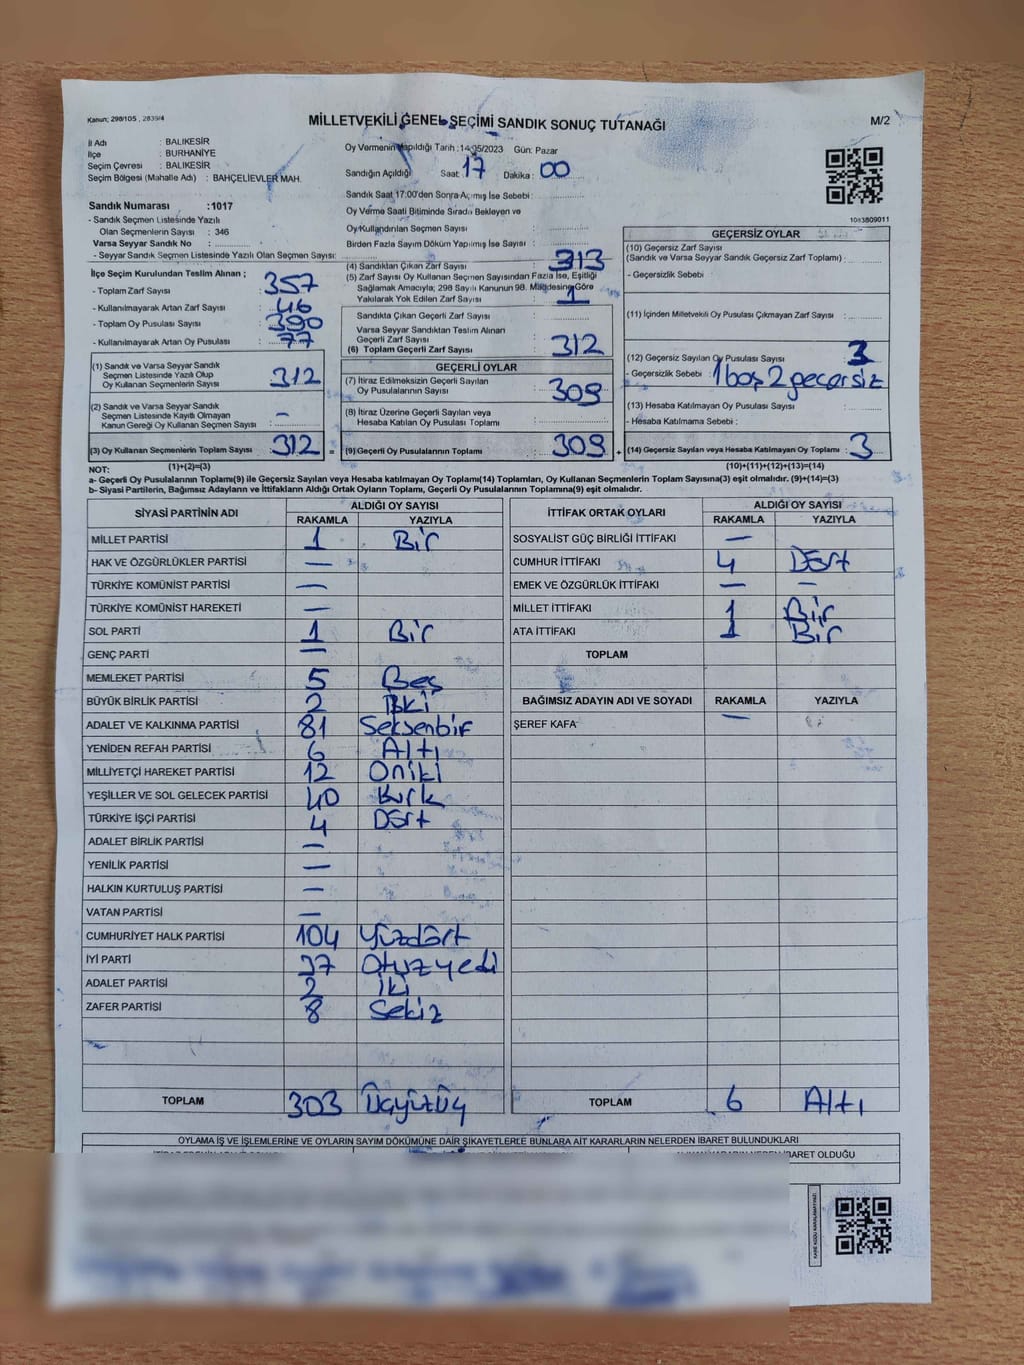 Kanun; 298/105 , 2839/4
MİLLETVEKİLİ GENEL SEÇİMİ SANDIK SONUÇ TUTANAĞI
M/2
İl Adı : BALIKESİR
İlçe : BURHANİYE
Seçim Çevresi : BALIKESİR
Seçim Bölgesi (Mahalle Adı) : BAHÇELİEVLER MAH.
Oy Vermenin Yapıldığı Tarih :14/05/2023 Gün: Pazar
Sandığın Açıldığı Saat : 17 Dakika : 00
Sandık Saat 17:00'den Sonra Açılmış İse Sebebi :
Oy Verme Saati Bitiminde Sırada Bekleyen ve
Oy Kullandırılan Seçmen Sayısı :
Birden Fazla Sayım Döküm Yapılmış İse Sayısı :
1013809011
Sandık Numarası :1017
- Sandık Seçmen Listesinde Yazılı
Olan Seçmenlerin Sayısı : 346
Varsa Seyyar Sandık No :
- Seyyar Sandık Seçmen Listesinde Yazılı Olan Seçmen Sayısı:
İlçe Seçim Kurulundan Teslim Alınan ;
- Toplam Zarf Sayısı : 357
- Kullanılmayarak Artan Zarf Sayısı : 46
- Toplam Oy Pusulası Sayısı : 390
- Kullanılmayarak Artan Oy Pusulası : 77
(4) Sandıktan Çıkan Zarf Sayısı : 313
(5) Zarf Sayısı Oy Kullanan Seçmen Sayısından Fazla İse, Eşitliği
Sağlamak Amacıyla; 298 Sayılı Kanunun 98. Maddesine Göre
Yakılarak Yok Edilen Zarf Sayısı : 1
Sandıkta Çıkan Geçerli Zarf Sayısı :
Varsa Seyyar Sandıktan Teslim Alınan
Geçerli Zarf Sayısı :
(6) Toplam Geçerli Zarf Sayısı : 312
GEÇERSİZ OYLAR
(10) Geçersiz Zarf Sayısı
(Sandık ve Varsa Seyyar Sandık Geçersiz Zarf Toplamı) :
- Geçersizlik Sebebi
(11) İçinden Milletvekili Oy Pusulası Çıkmayan Zarf Sayısı :
(12) Geçersiz Sayılan Oy Pusulası Sayısı : 3
- Geçersizlik Sebebi : 1 boş 2 geçersiz
(13) Hesaba Katılmayan Oy Pusulası Sayısı :
- Hesaba Katılmama Sebebi :
(14) Geçersiz Sayılan veya Hesaba Katılmayan Oy Toplamı : 3
(1) Sandık ve Varsa Seyyar Sandık
Seçmen Listesinde Yazılı Olup
Oy Kullanan Seçmenlerin Sayısı : 312
(2) Sandık ve Varsa Seyyar Sandık
Seçmen Listesinde Kayıtlı Olmayan
Kanun Gereği Oy Kullanan Seçmen Sayısı : —
(3) Oy Kullanan Seçmenlerin Toplam Sayısı : 312 =
GEÇERLİ OYLAR
(7) İtiraz Edilmeksizin Geçerli Sayılan
Oy Pusulalarının Sayısı : 309
(8) İtiraz Üzerine Geçerli Sayılan veya
Hesaba Katılan Oy Pusulası Toplamı :
(9) Geçerli Oy Pusulalarının Toplamı : 309 +
NOT: (1)+(2)=(3) (10)+(11)+(12)+(13)=(14)
a- Geçerli Oy Pusulasının Toplamı(9) ile Geçersiz Sayılan veya Hesaba katılmayan Oy Toplamı(14) Toplamları, Oy Kullanan Seçmenlerin Toplam Sayısına(3) eşit olmalıdır. (9)+(14)=(3)
b- Siyasi Partilerin, Bağımsız Adayların ve İttifakların Aldığı Ortak Oyların Toplamı, Geçerli Oy Pusulalarının Toplamına(9) eşit olmalıdır.
SİYASİ PARTİNİN ADI ALDIĞI OY SAYISI
RAKAMLA YAZIYLA
MİLLET PARTİSİ 1 Bir
HAK VE ÖZGÜRLÜKLER PARTİSİ —
TÜRKİYE KOMÜNİST PARTİSİ —
TÜRKİYE KOMÜNİST HAREKETİ —
SOL PARTİ 1 Bir
GENÇ PARTİ —
MEMLEKET PARTİSİ 5 Beş
BÜYÜK BİRLİK PARTİSİ 2 İki
ADALET VE KALKINMA PARTİSİ 81 Seksenbir
YENİDEN REFAH PARTİSİ 6 Altı
MİLLİYETÇİ HAREKET PARTİSİ 12 Oniki
YEŞİLLER VE SOL GELECEK PARTİSİ 40 Kırk
TÜRKİYE İŞÇİ PARTİSİ 4 Dört
ADALET BİRLİK PARTİSİ —
YENİLİK PARTİSİ —
HALKIN KURTULUŞ PARTİSİ —
VATAN PARTİSİ —
CUMHURİYET HALK PARTİSİ 104 Yüzdört
İYİ PARTİ 37 Otuzyedi
ADALET PARTİSİ 2 İki
ZAFER PARTİSİ 8 Sekiz
TOPLAM 303 Üçyüzüç
İTTİFAK ORTAK OYLARI ALDIĞI OY SAYISI
RAKAMLA YAZIYLA
SOSYALİST GÜÇ BİRLİĞİ İTTİFAKI —
CUMHUR İTTİFAKI 4 Dört
EMEK VE ÖZGÜRLÜK İTTİFAKI — —
MİLLET İTTİFAKI 1 Bir
ATA İTTİFAKI 1 Bir
TOPLAM
BAĞIMSIZ ADAYIN ADI VE SOYADI RAKAMLA YAZIYLA
ŞEREF KAFA —
TOPLAM 6 Altı
OYLAMA İŞ VE İŞLEMLERİNE VE OYLARIN SAYIM DÖKÜMÜNE DAİR ŞİKAYETLERLE BUNLARA AİT KARARLARIN NELERDEN İBARET BULUNDUKLARI
İBARET OLDUĞU